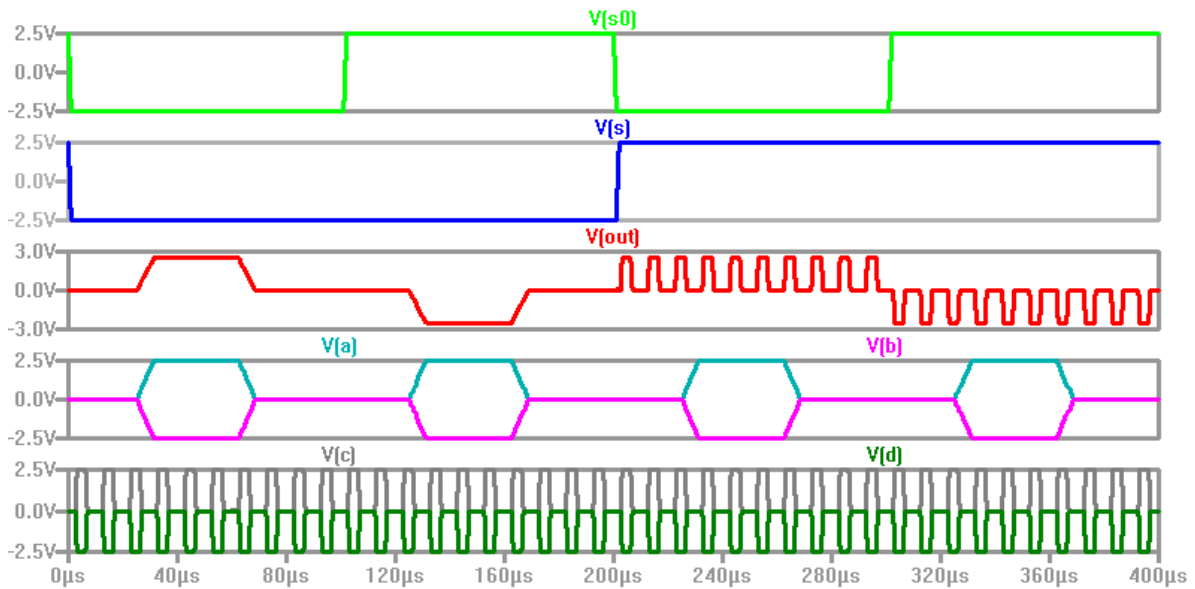 V(s0)
2.5V
0.0V
-2.5V
V(s)
2.5V
0.0V
-2.5V
V(out)
3.0V
0.0V
-3.0V
V(a) V(b)
2.5V
0.0V
-2.5V
V(c) V(d)
2.5V
0.0V
-2.5V
0µs 40µs 80µs 120µs 160µs 200µs 240µs 280µs 320µs 360µs 400µs